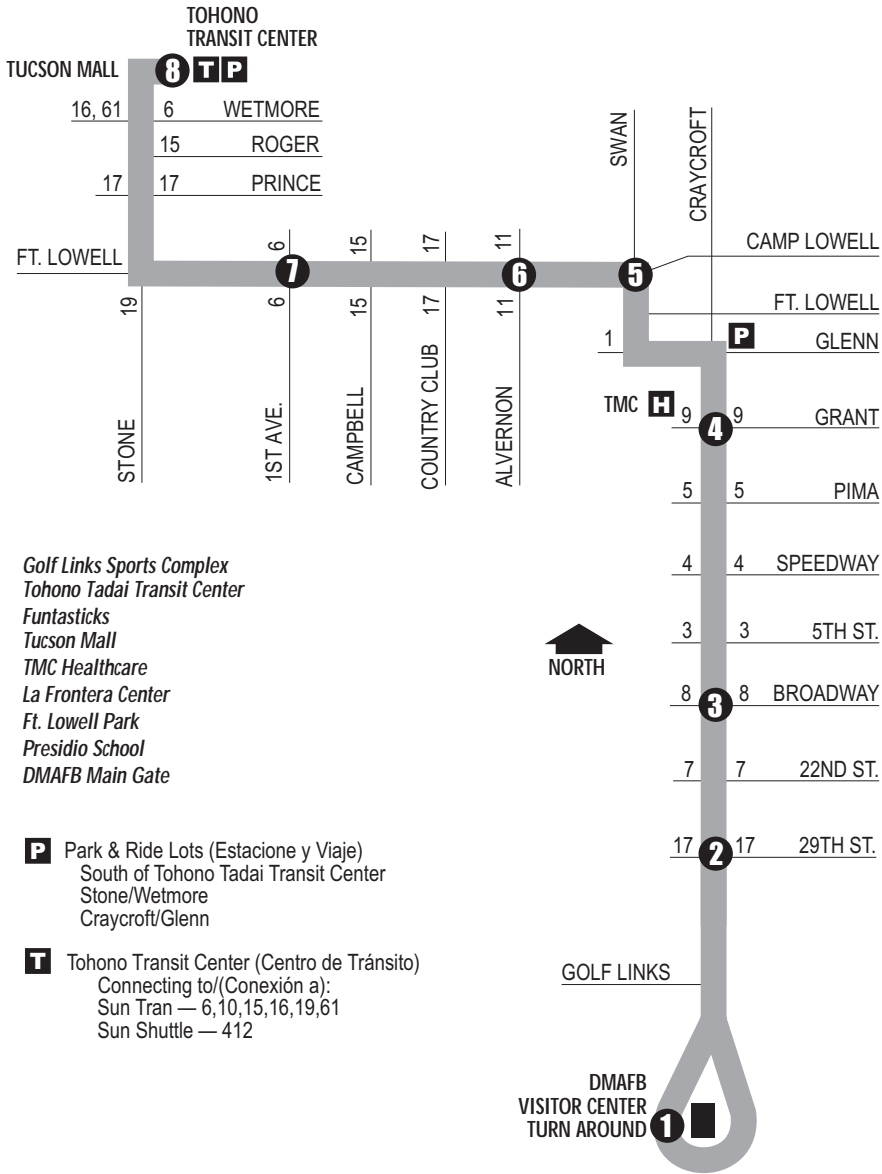 TOHONO
TRANSIT CENTER
TUCSON MALL
8 T P
16, 61 6 WETMORE
15 ROGER
17 17 PRINCE
SWAN
CRAYCROFT
FT. LOWELL
6 15 17 11
CAMP LOWELL
7 6 5
19 6 15 17 11
FT. LOWELL
1 P GLENN
STONE
1ST AVE.
CAMPBELL
COUNTRY CLUB
ALVERNON
TMC H
9 4 9 GRANT
5 5 PIMA
4 4 SPEEDWAY
3 3 5TH ST.
8 3 8 BROADWAY
7 7 22ND ST.
17 2 17 29TH ST.
NORTH
GOLF LINKS
DMAFB
VISITOR CENTER
TURN AROUND 1
Golf Links Sports Complex
Tohono Tadai Transit Center
Funtasticks
Tucson Mall
TMC Healthcare
La Frontera Center
Ft. Lowell Park
Presidio School
DMAFB Main Gate
P Park & Ride Lots (Estacione y Viaje)
South of Tohono Tadai Transit Center
Stone/Wetmore
Craycroft/Glenn
T Tohono Transit Center (Centro de Tránsito)
Connecting to/(Conexión a):
Sun Tran — 6,10,15,16,19,61
Sun Shuttle — 412